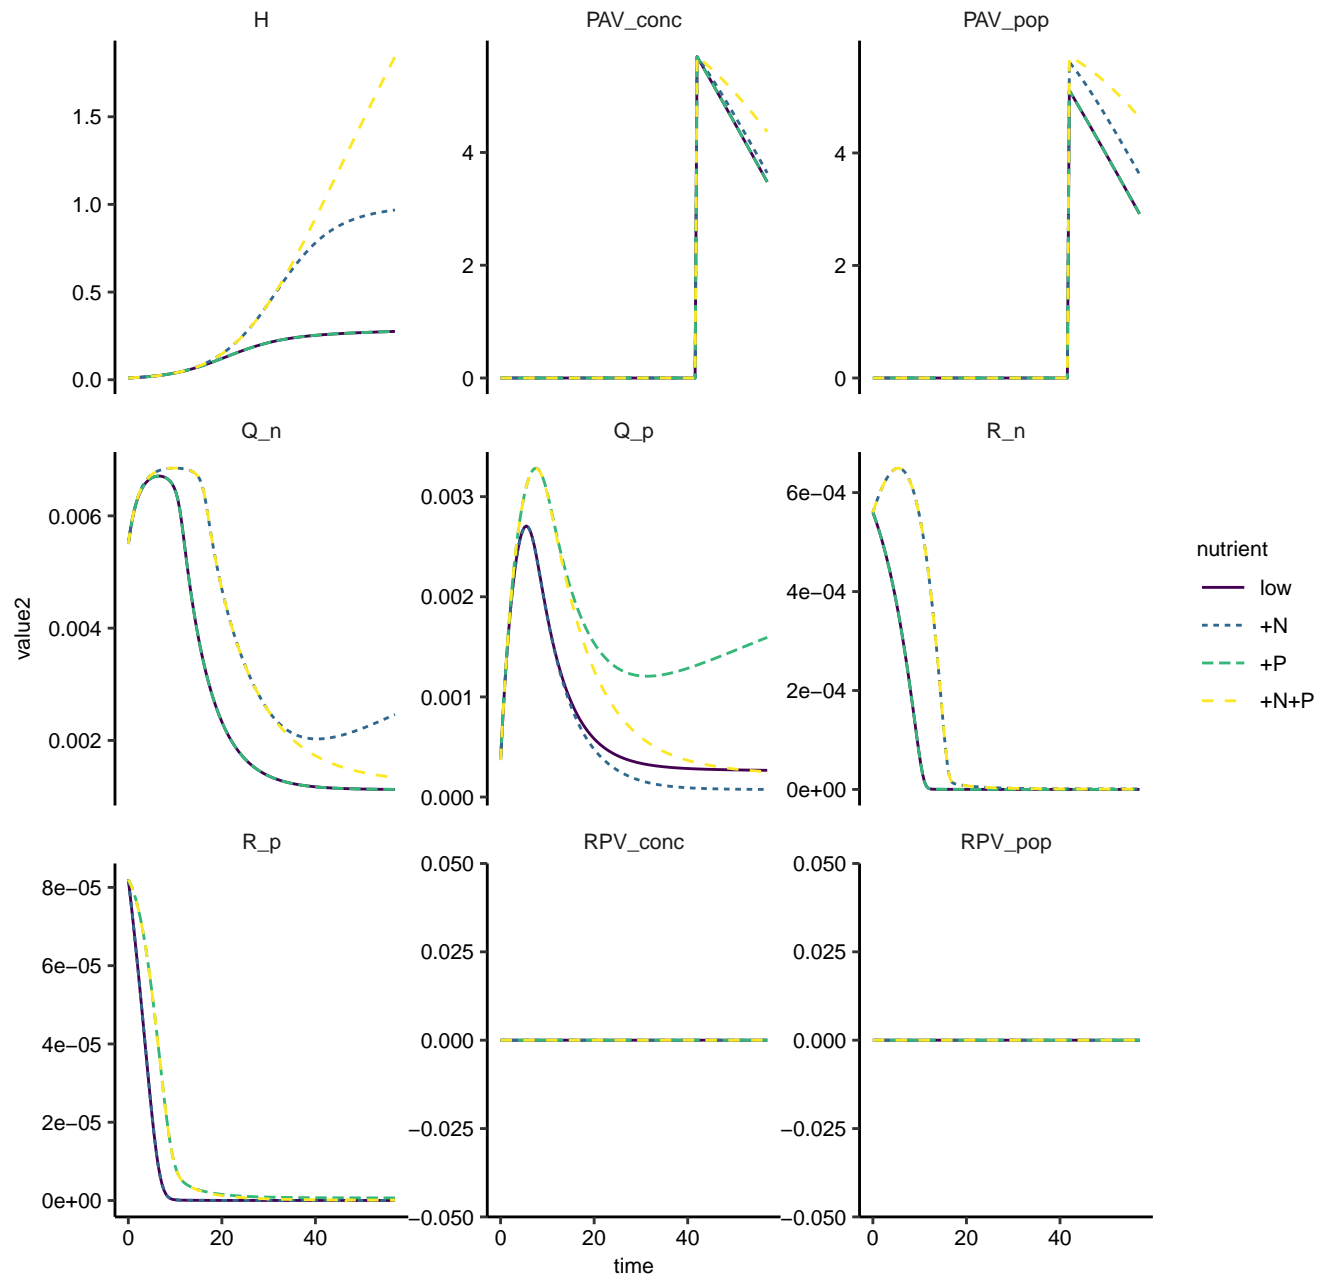 H
PAV_conc
PAV_pop
1.5
1.0
0.5
0.0
4
2
0
4
2
0
Q_n
Q_p
R_n
0.006
0.004
0.002
0.003
0.002
0.001
0.000
6e−04
4e−04
2e−04
0e+00
R_p
RPV_conc
RPV_pop
8e−05
6e−05
4e−05
2e−05
0e+00
0.050
0.025
0.000
−0.025
−0.050
0.050
0.025
0.000
−0.025
−0.050
0 20 40
0 20 40
0 20 40
time
value2
nutrient
low
+N
+P
+N+P